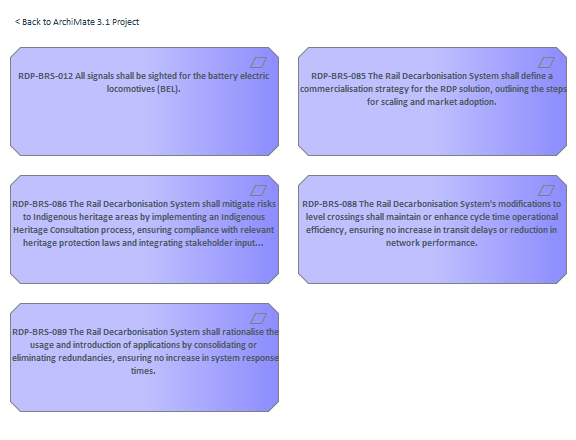 < Back to ArchiMate 3.1 Project
RDP-BRS-012 All signals shall be sighted for the battery electric
locomotives (BEL).
RDP-BRS-085 The Rail Decarbonisation System shall define a
commercialisation strategy for the RDP solution, outlining the steps
for scaling and market adoption.
RDP-BRS-086 The Rail Decarbonisation System shall mitigate risks
to Indigenous heritage areas by implementing an Indigenous
Heritage Consultation process, ensuring compliance with relevant
heritage protection laws and integrating stakeholder input...
RDP-BRS-088 The Rail Decarbonisation System's modifications to
level crossings shall maintain or enhance cycle time operational
efficiency, ensuring no increase in transit delays or reduction in
network performance.
RDP-BRS-089 The Rail Decarbonisation System shall rationalise the
usage and introduction of applications by consolidating or
eliminating redundancies, ensuring no increase in system response
times.